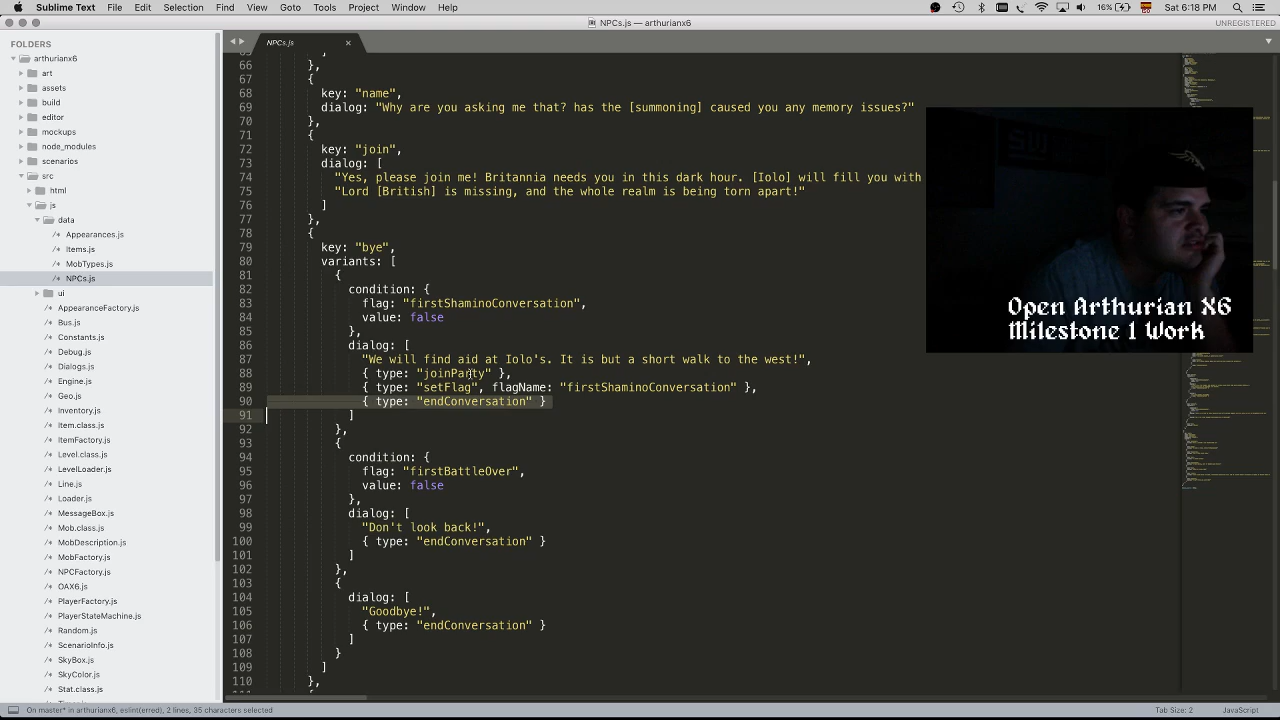 Sublime Text File Edit Selection Find View Goto Tools Project Window Help
16% Sat 6:18 PM
NPCs.js — arthurianx6
UNREGISTERED
FOLDERS
arthurianx6
art
assets
build
editor
mockups
node_modules
scenarios
src
html
js
data
/* Appearances.js
/* Items.js
/* MobTypes.js
/* NPCs.js
ui
/* AppearanceFactory.js
/* Bus.js
/* Constants.js
/* Debug.js
/* Dialogs.js
/* Engine.js
/* Geo.js
/* Inventory.js
/* Item.class.js
/* ItemFactory.js
/* Level.class.js
/* LevelLoader.js
/* Line.js
/* Loader.js
/* MessageBox.js
/* Mob.class.js
/* MobDescription.js
/* MobFactory.js
/* NPCFactory.js
/* OAX6.js
/* PlayerFactory.js
/* PlayerStateMachine.js
/* Random.js
/* ScenarioInfo.js
/* SkyBox.js
/* SkyColor.js
/* Stat.class.js
NPCs.js ×
66 },
67 {
68 key: "name",
69 dialog: "Why are you asking me that? has the [summoning] caused you any memory issues?"
70 },
71 {
72 key: "join",
73 dialog: [
74 "Yes, please join me! Britannia needs you in this dark hour. [Iolo] will fill you with
75 "Lord [British] is missing, and the whole realm is being torn apart!"
76 ]
77 },
78 {
79 key: "bye",
80 variants: [
81 {
82 condition: {
83 flag: "firstShaminoConversation",
84 value: false
85 },
86 dialog: [
87 "We will find aid at Iolo's. It is but a short walk to the west!",
88 { type: "joinParty" },
89 { type: "setFlag", flagName: "firstShaminoConversation" },
90 { type: "endConversation" }
91 ]
92 },
93 {
94 condition: {
95 flag: "firstBattleOver",
96 value: false
97 },
98 dialog: [
99 "Don't look back!",
100 { type: "endConversation" }
101 ]
102 },
103 {
104 dialog: [
105 "Goodbye!",
106 { type: "endConversation" }
107 ]
108 }
109 ]
110 },
Open Arthurian X6
Milestone 1 Work
On master* in arthurianx6, eslint(erred), 2 lines, 35 characters selected
Tab Size: 2
JavaScript